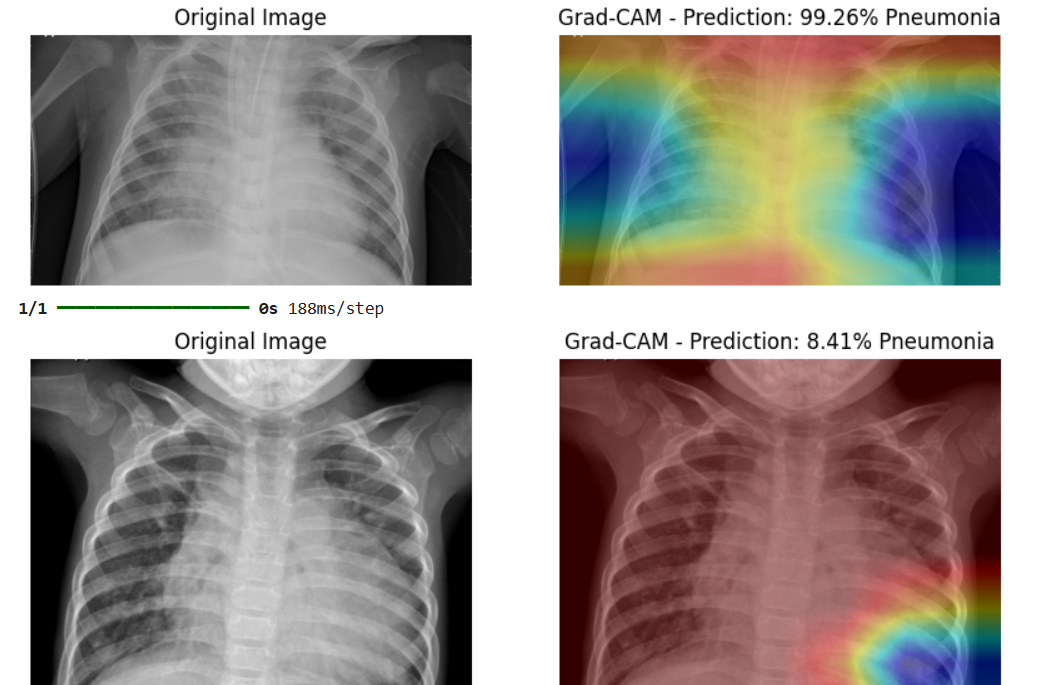 Original Image
Grad-CAM - Prediction: 99.26% Pneumonia
1/1 0s 188ms/step
Original Image
Grad-CAM - Prediction: 8.41% Pneumonia